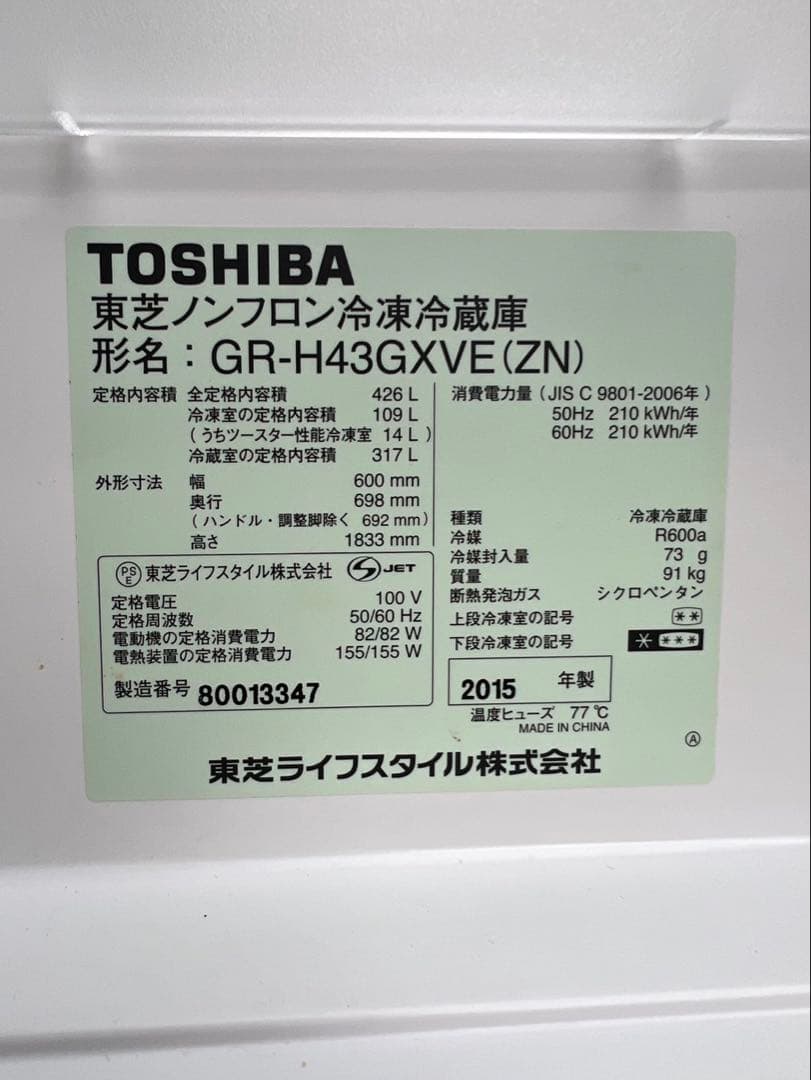 TOSHIBA
東芝ノンフロン冷凍冷蔵庫
形名：GR-H43GXVE(ZN)
定格内容積 全定格内容積 426 L
冷凍室の定格内容積 109 L
（うちツースター性能冷凍室 14 L）
冷蔵室の定格内容積 317 L
外形寸法 幅 600 mm
奥行 698 mm
（ハンドル・調整脚除く 692 mm）
高さ 1833 mm
PSE 東芝ライフスタイル株式会社 S JET
定格電圧 100 V
定格周波数 50/60 Hz
電動機の定格消費電力 82/82 W
電熱装置の定格消費電力 155/155 W
製造番号 80013347
消費電力量（JIS C 9801-2006年）
50Hz 210 kWh/年
60Hz 210 kWh/年
種類 冷凍冷蔵庫
冷媒 R600a
冷媒封入量 73 g
質量 91 kg
断熱発泡ガス シクロペンタン
上段冷凍室の記号 **
下段冷凍室の記号 * ***
2015 年製
温度ヒューズ 77℃
MADE IN CHINA
Ⓐ
東芝ライフスタイル株式会社